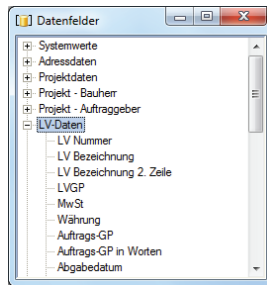 Datenfelder
Systemwerte
Adressdaten
Projektdaten
Projekt - Bauherr
Projekt - Auftraggeber
LV-Daten
LV Nummer
LV Bezeichnung
LV Bezeichnung 2. Zeile
LVGP
MwSt
Währung
Auftrags-GP
Auftrags-GP in Worten
Abgabedatum